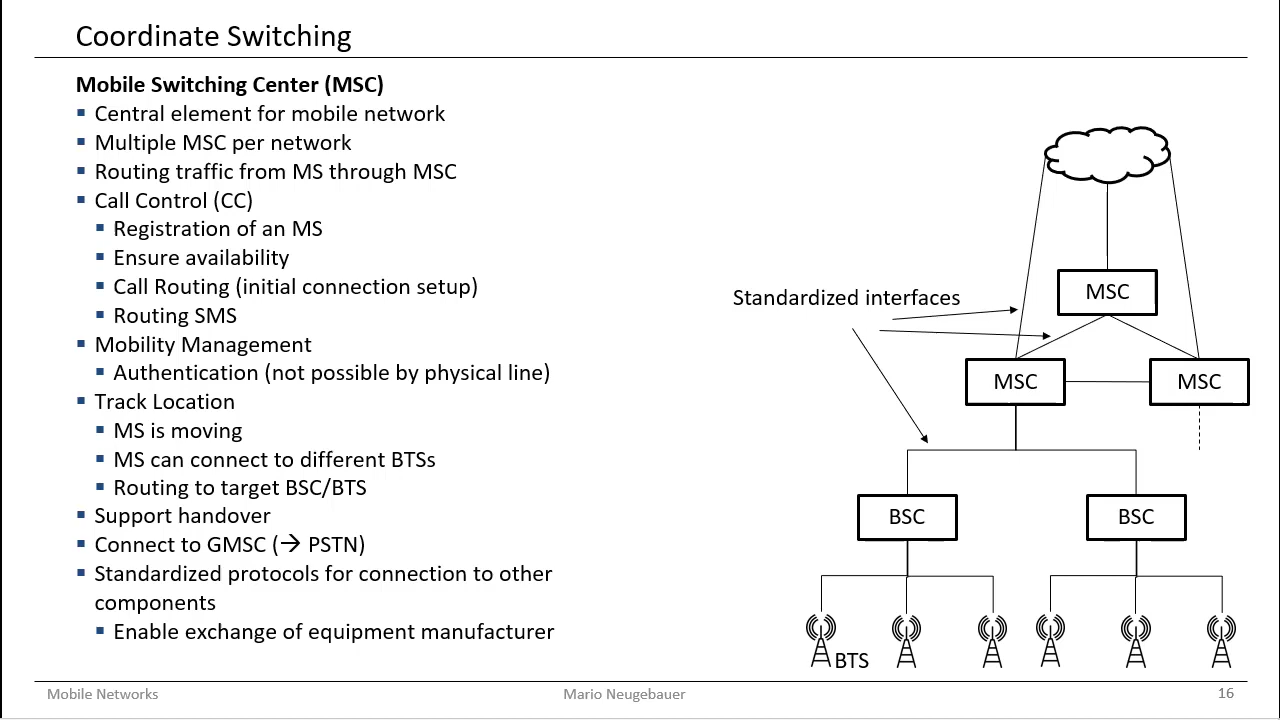 Coordinate Switching
Mobile Switching Center (MSC)
▪ Central element for mobile network
▪ Multiple MSC per network
▪ Routing traffic from MS through MSC
▪ Call Control (CC)
▪ Registration of an MS
▪ Ensure availability
▪ Call Routing (initial connection setup)
▪ Routing SMS
▪ Mobility Management
▪ Authentication (not possible by physical line)
▪ Track Location
▪ MS is moving
▪ MS can connect to different BTSs
▪ Routing to target BSC/BTS
▪ Support handover
▪ Connect to GMSC (→ PSTN)
▪ Standardized protocols for connection to other
components
▪ Enable exchange of equipment manufacturer
Standardized interfaces
MSC
MSC
MSC
BSC
BSC
BTS
Mobile Networks
Mario Neugebauer
16